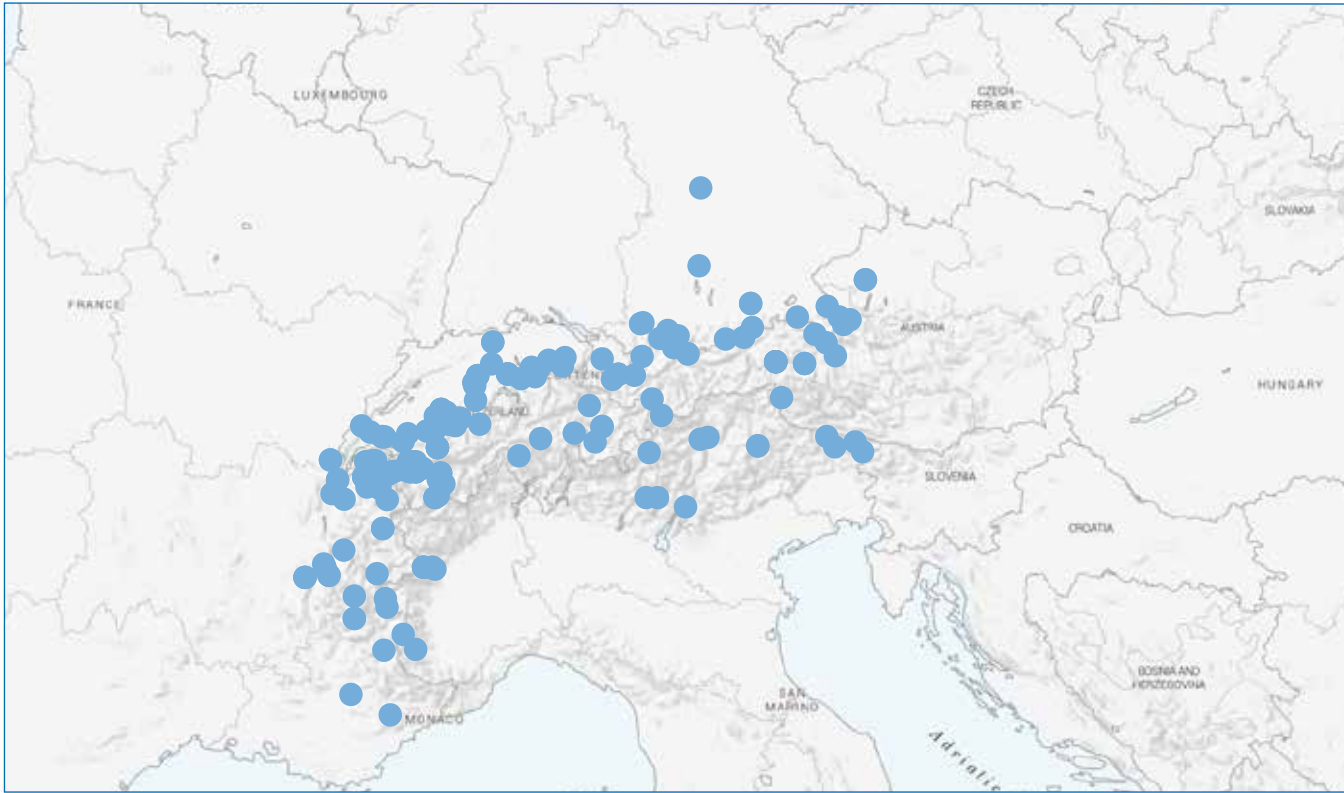 LUXEMBOURG
CZECH
REPUBLIC
SLOVAKIA
FRANCE
AUSTRIA
HUNGARY
SLOVENIA
CROATIA
BOSNIA AND
HERZEGOVINA
SAN
MARINO
MONACO
Adriatic